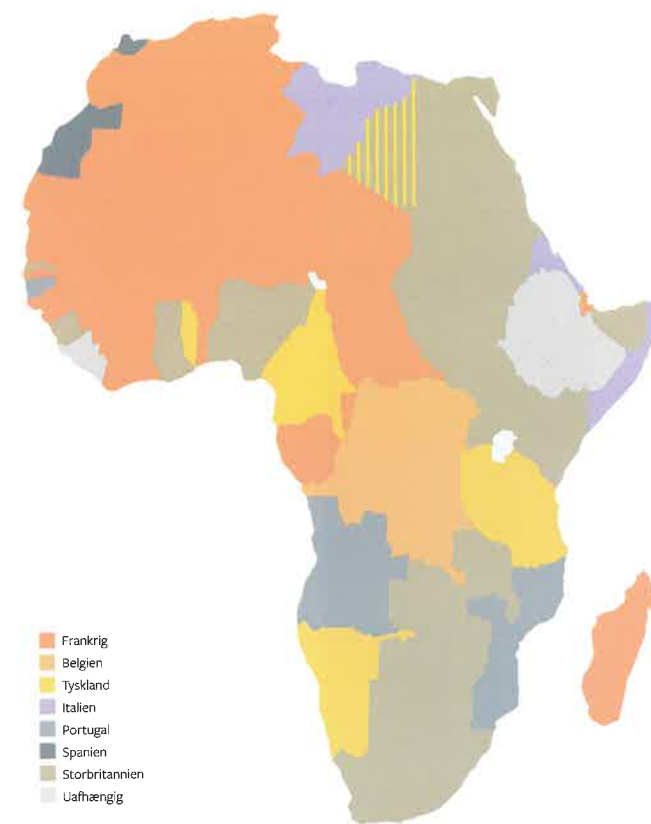 Frankrig
Belgien
Tyskland
Italien
Portugal
Spanien
Storbritannien
Uafhængig